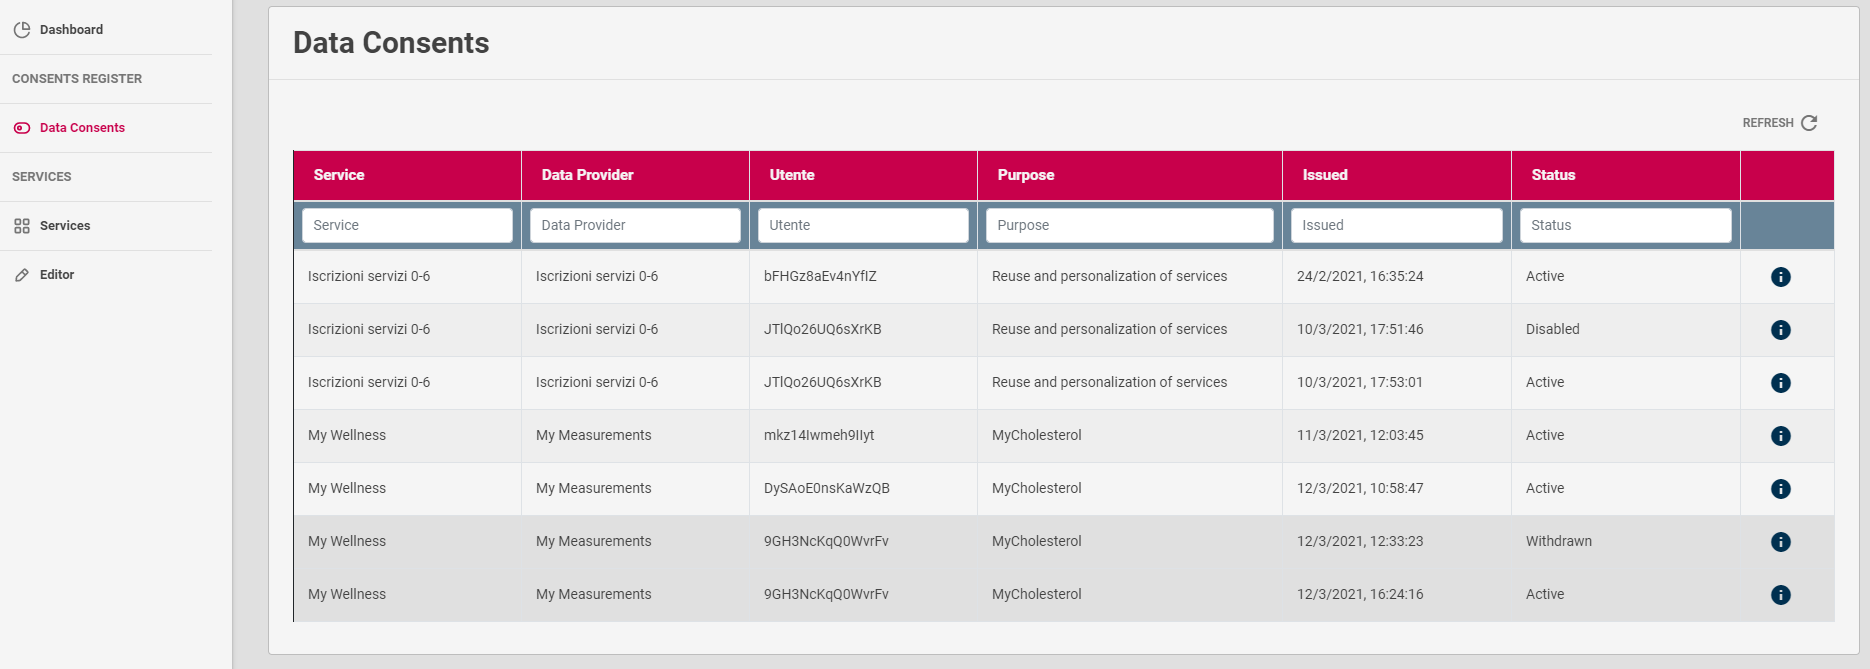 Dashboard
CONSENTS REGISTER
Data Consents
SERVICES
Services
Editor
Data Consents
REFRESH
Service Data Provider Utente Purpose Issued Status
Service Data Provider Utente Purpose Issued Status
Iscrizioni servizi 0-6 Iscrizioni servizi 0-6 bFHGz8aEv4nYfIZ Reuse and personalization of services 24/2/2021, 16:35:24 Active
Iscrizioni servizi 0-6 Iscrizioni servizi 0-6 JTlQo26UQ6sXrKB Reuse and personalization of services 10/3/2021, 17:51:46 Disabled
Iscrizioni servizi 0-6 Iscrizioni servizi 0-6 JTlQo26UQ6sXrKB Reuse and personalization of services 10/3/2021, 17:53:01 Active
My Wellness My Measurements mkz14Iwmeh9IIyt MyCholesterol 11/3/2021, 12:03:45 Active
My Wellness My Measurements DySAoE0nsKaWzQB MyCholesterol 12/3/2021, 10:58:47 Active
My Wellness My Measurements 9GH3NcKqQ0WvrFv MyCholesterol 12/3/2021, 12:33:23 Withdrawn
My Wellness My Measurements 9GH3NcKqQ0WvrFv MyCholesterol 12/3/2021, 16:24:16 Active